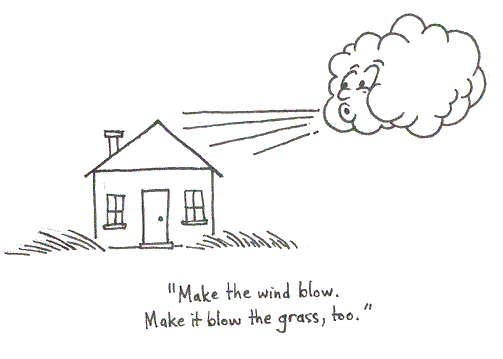 "Make the wind blow.
Make it blow the grass, too."